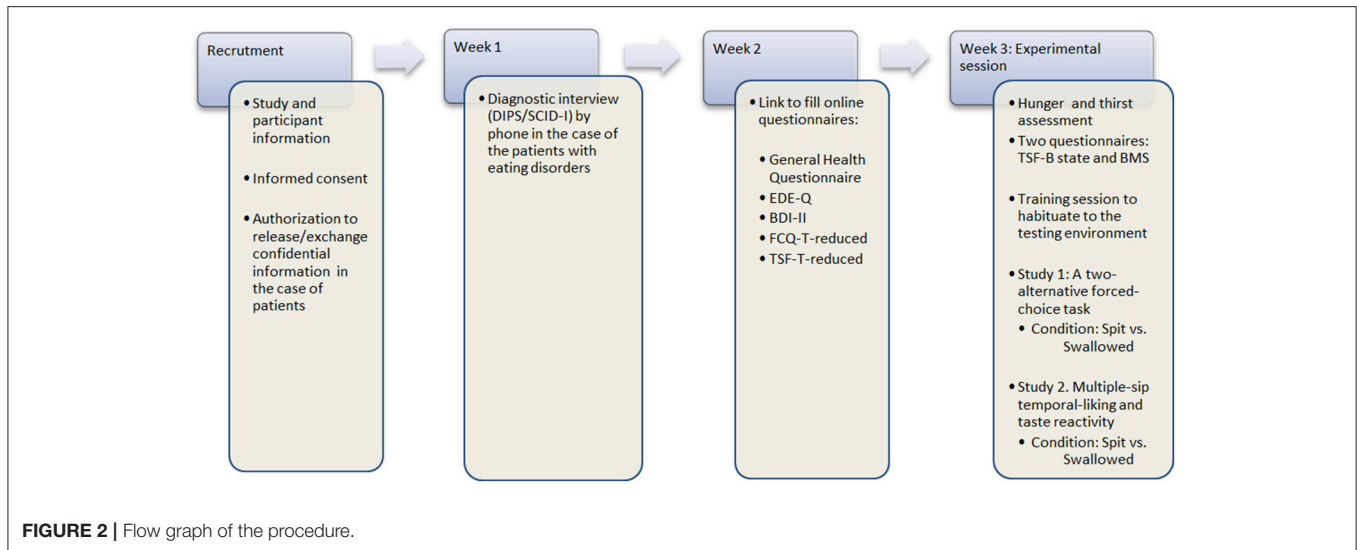 Recrutment
• Study and
participant
information
• Informed consent
• Authorization to
release/exchange
confidential
information in
the case of
patients
Week 1
• Diagnostic interview
(DIPS/SCID-I) by
phone in the case of
the patients with
eating disorders
Week 2
• Link to fill online
questionnaires:
• General Health
Questionnaire
• EDE-Q
• BDI-II
• FCQ-T-reduced
• TSF-T-reduced
Week 3: Experimental
session
• Hunger and thirst
assessment
• Two questionnaires:
TSF-B state and BMS
• Training session to
habituate to the
testing environment
• Study 1: A two-
alternative forced-
choice task
• Condition: Spit vs.
Swallowed
• Study 2. Multiple-sip
temporal-liking and
taste reactivity
• Condition: Spit vs.
Swallowed
FIGURE 2 | Flow graph of the procedure.